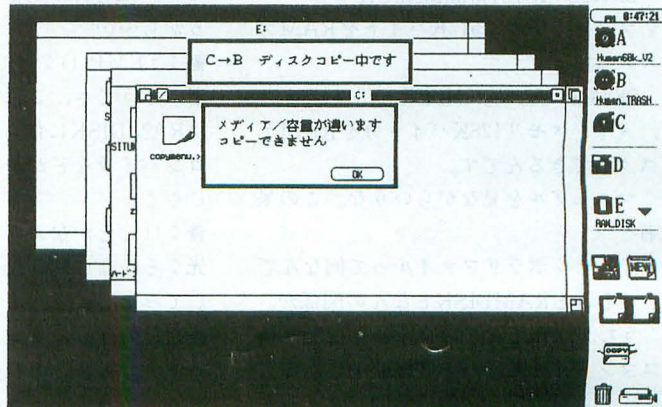 E:
PM 8:47:21
C→B ディスクコピー中です
A
Human68k_V2
B
C:
メディア/容量が違います
コピーできません
copymenu.x
OK
C
D
E
RAM_DISK
NEW
COPY